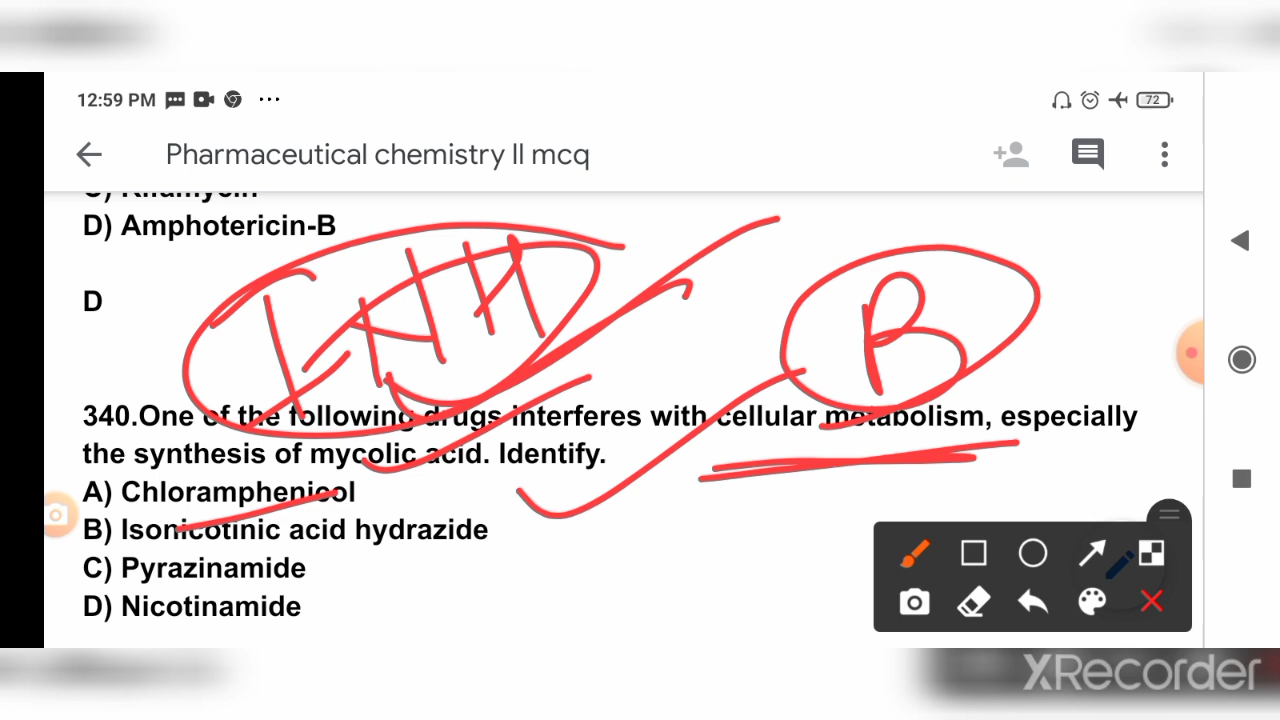 12:59 PM
72
Pharmaceutical chemistry II mcq
D) Amphotericin-B
D
INH
B
340.One of the following drugs interferes with cellular metabolism, especially
the synthesis of mycolic acid. Identify.
A) Chloramphenicol
B) Isonicotinic acid hydrazide
C) Pyrazinamide
D) Nicotinamide
XRecorder